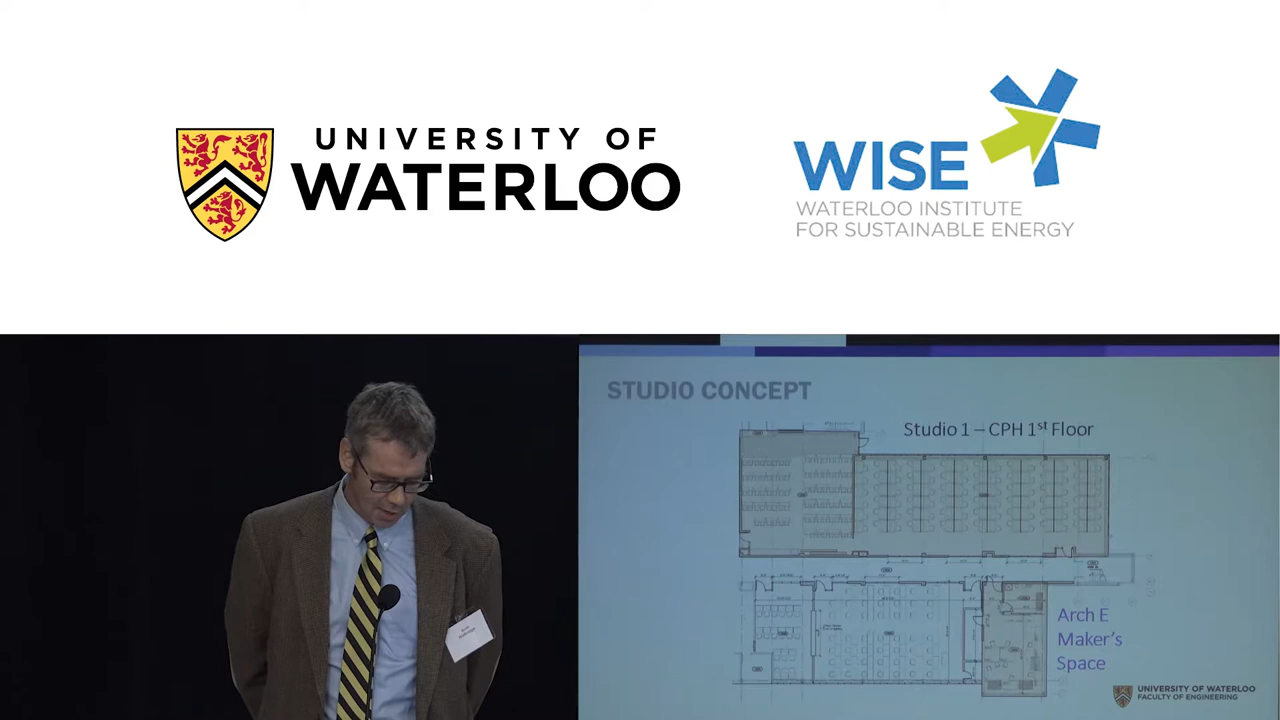 UNIVERSITY OF
WATERLOO
WISE
WATERLOO INSTITUTE
FOR SUSTAINABLE ENERGY
STUDIO CONCEPT
Studio 1 – CPH 1st Floor
Arch E
Maker's
Space
UNIVERSITY OF WATERLOO
FACULTY OF ENGINEERING